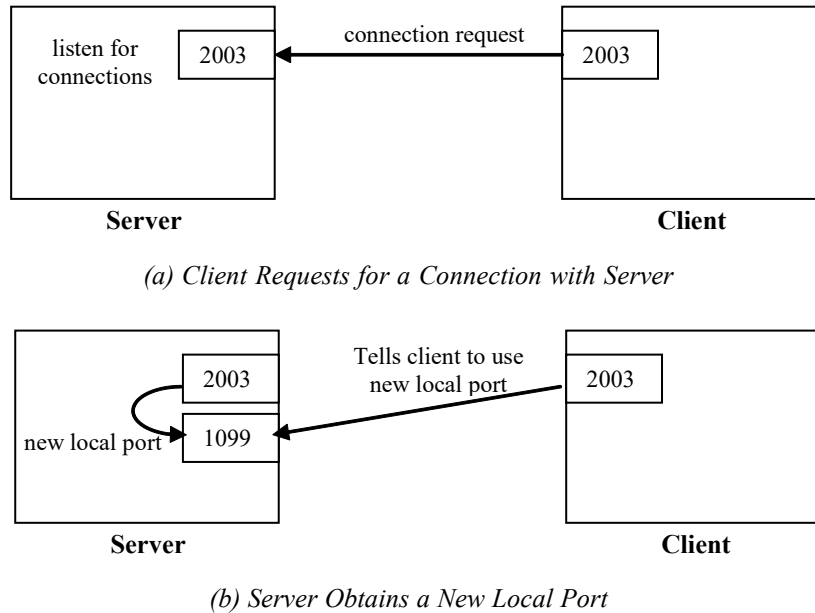 listen for
connections
2003
connection request
2003
Server
Client
(a) Client Requests for a Connection with Server
2003
Tells client to use
new local port
2003
new local port
1099
Server
Client
(b) Server Obtains a New Local Port